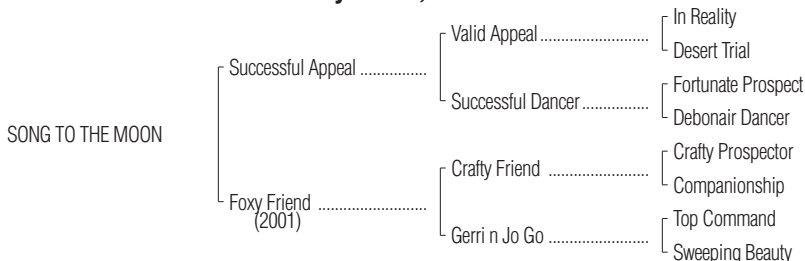 In Reality
Valid Appeal
Desert Trial
Successful Appeal
Fortunate Prospect
Successful Dancer
Debonair Dancer
SONG TO THE MOON
Crafty Prospector
Crafty Friend
Companionship
Foxy Friend
(2001)
Top Command
Gerri n Jo Go
Sweeping Beauty